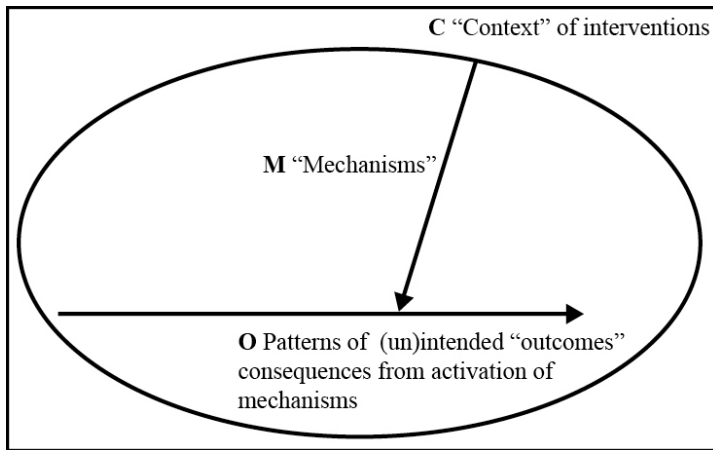 C “Context” of interventions
M “Mechanisms”
O Patterns of (un)intended “outcomes”
consequences from activation of
mechanisms